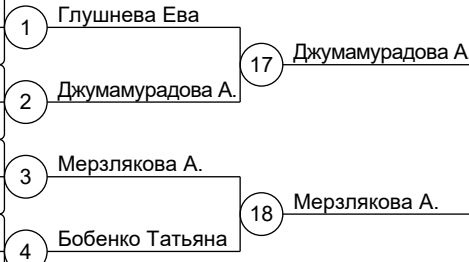 1 Глушнева Ева
17 Джумамурадова А
2 Джумамурадова А.
3 Мерзлякова А.
18 Мерзлякова А.
4 Бобенко Татьяна